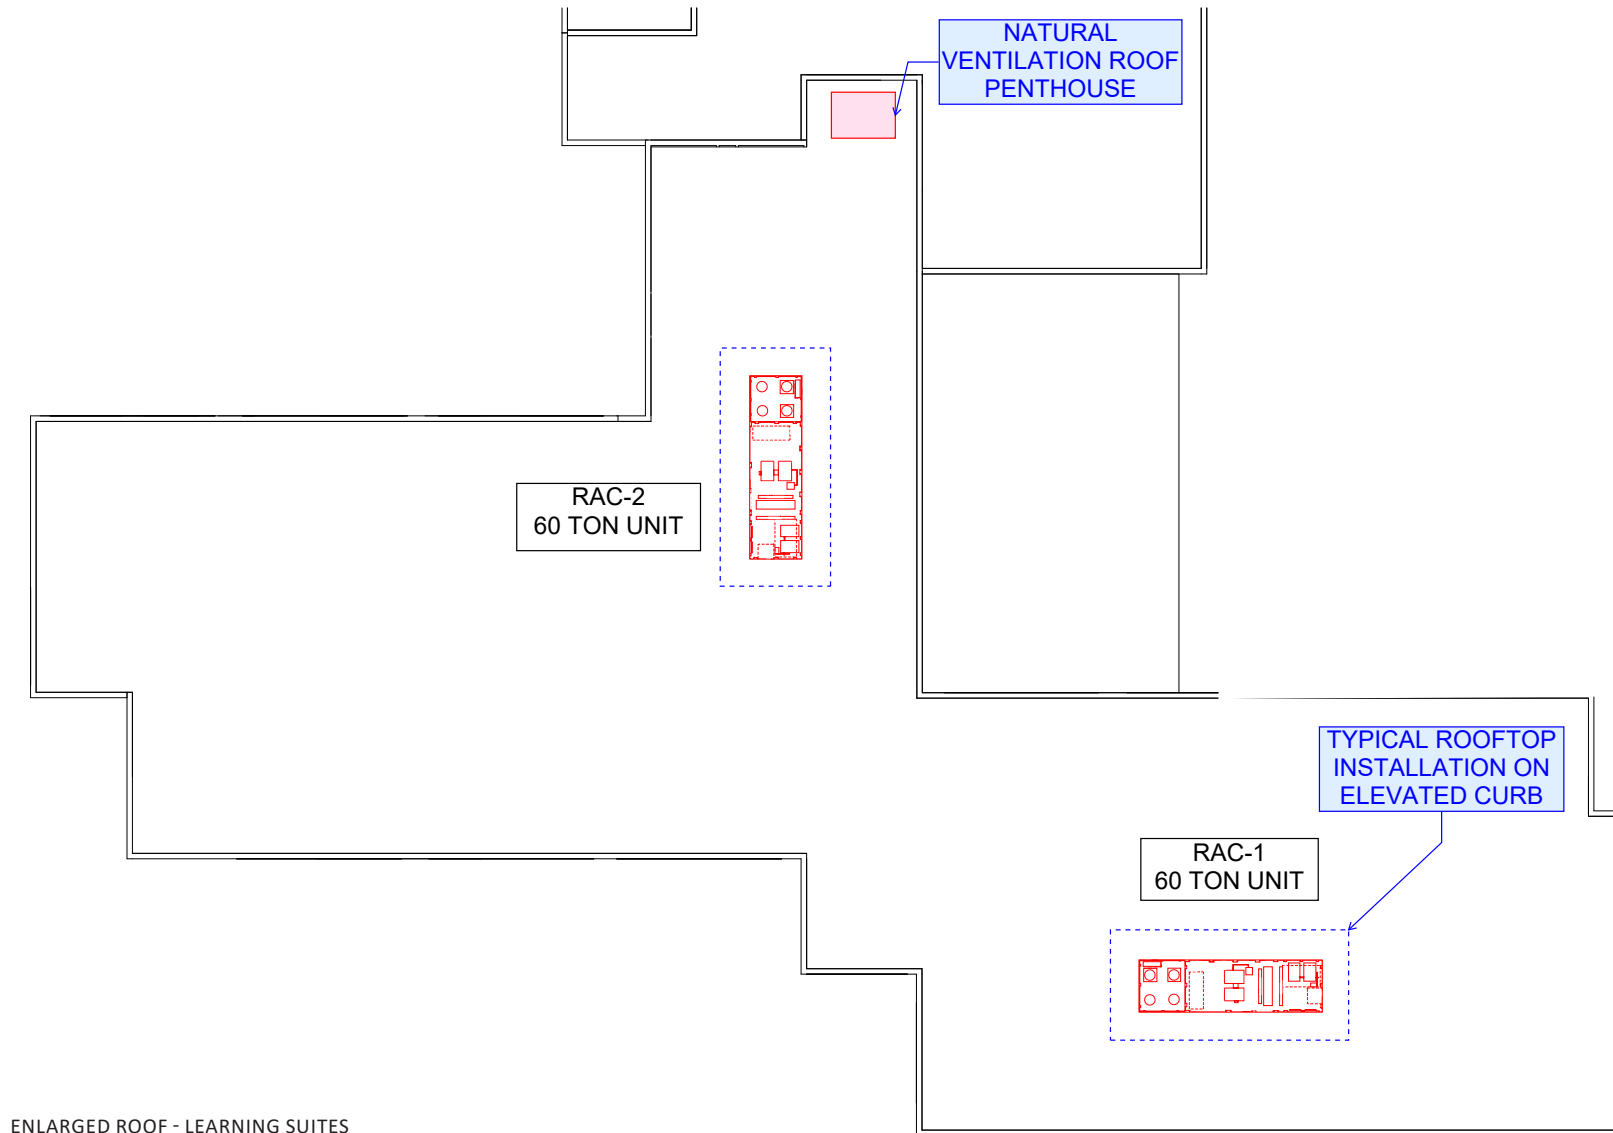 NATURAL
VENTILATION ROOF
PENTHOUSE
RAC-2
60 TON UNIT
TYPICAL ROOFTOP
INSTALLATION ON
ELEVATED CURB
RAC-1
60 TON UNIT
ENLARGED ROOF - LEARNING SUITES